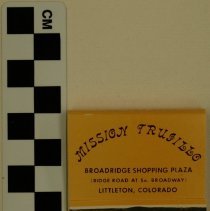 CM
MISSION TRUJILLO
BROADRIDGE SHOPPING PLAZA
(RIDGE ROAD AT So. BROADWAY)
LITTLETON, COLORADO